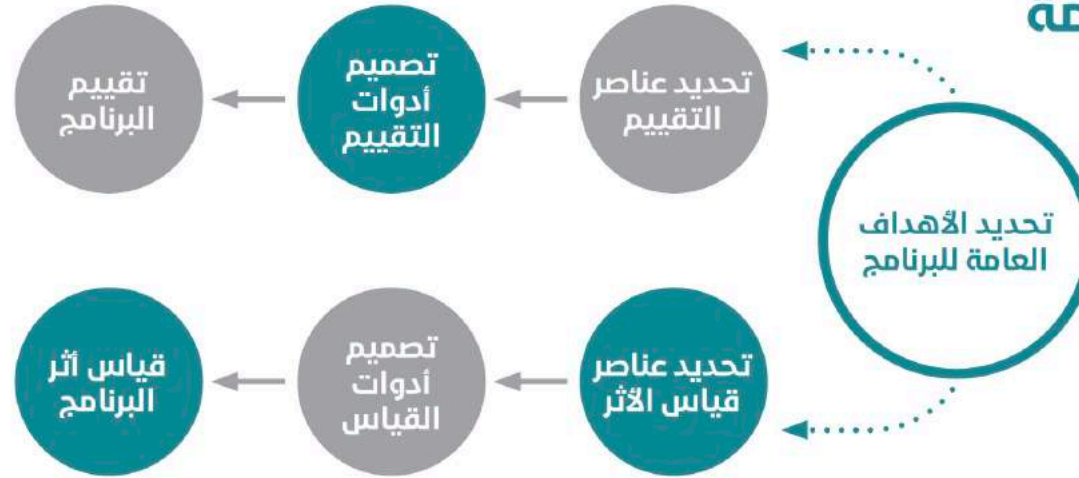 تحديد الأهداف
العامة للبرنامج
تحديد عناصر
التقييم
تصميم
أدوات
التقييم
تقييم
البرنامج
تحديد عناصر
قياس الأثر
تصميم
أدوات
القياس
قياس أثر
البرنامج